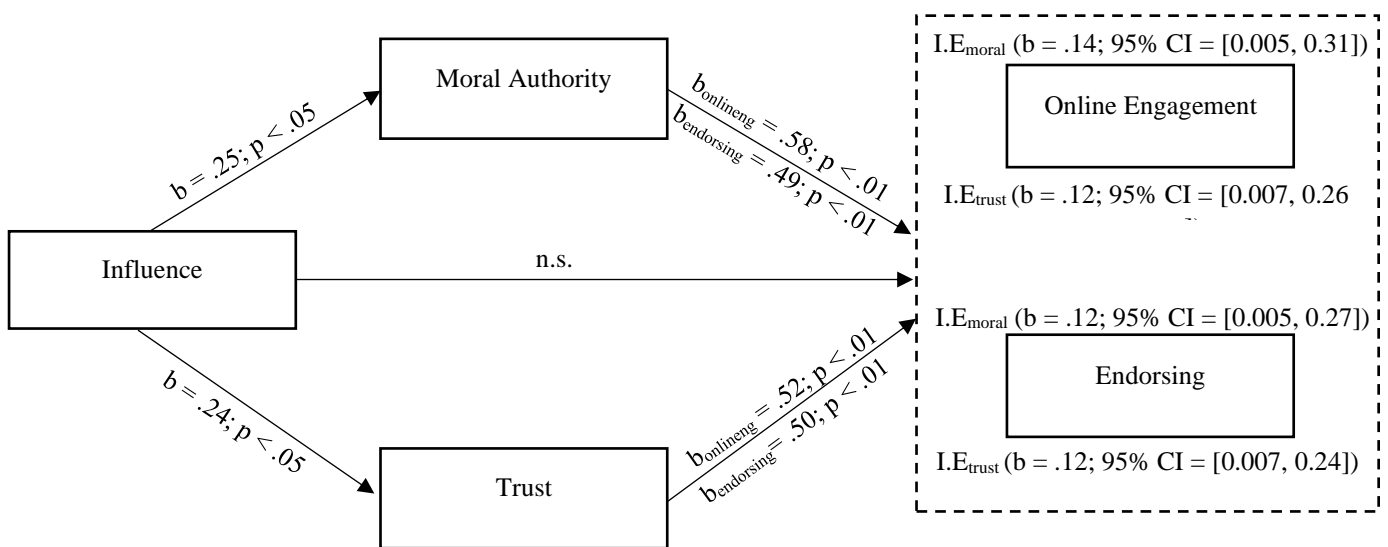 I.E_moral (b = .14; 95% CI = [0.005, 0.31])
Moral Authority
Online Engagement
b = .25; p < .05
b_onlineng = .58; p < .01
b_endorsing = .49; p < .01
I.E_trust (b = .12; 95% CI = [0.007, 0.26
Influence
n.s.
I.E_moral (b = .12; 95% CI = [0.005, 0.27])
b = .24; p < .05
b_onlineng = .52; p < .01
b_endorsing = .50; p < .01
Endorsing
I.E_trust (b = .12; 95% CI = [0.007, 0.24])
Trust